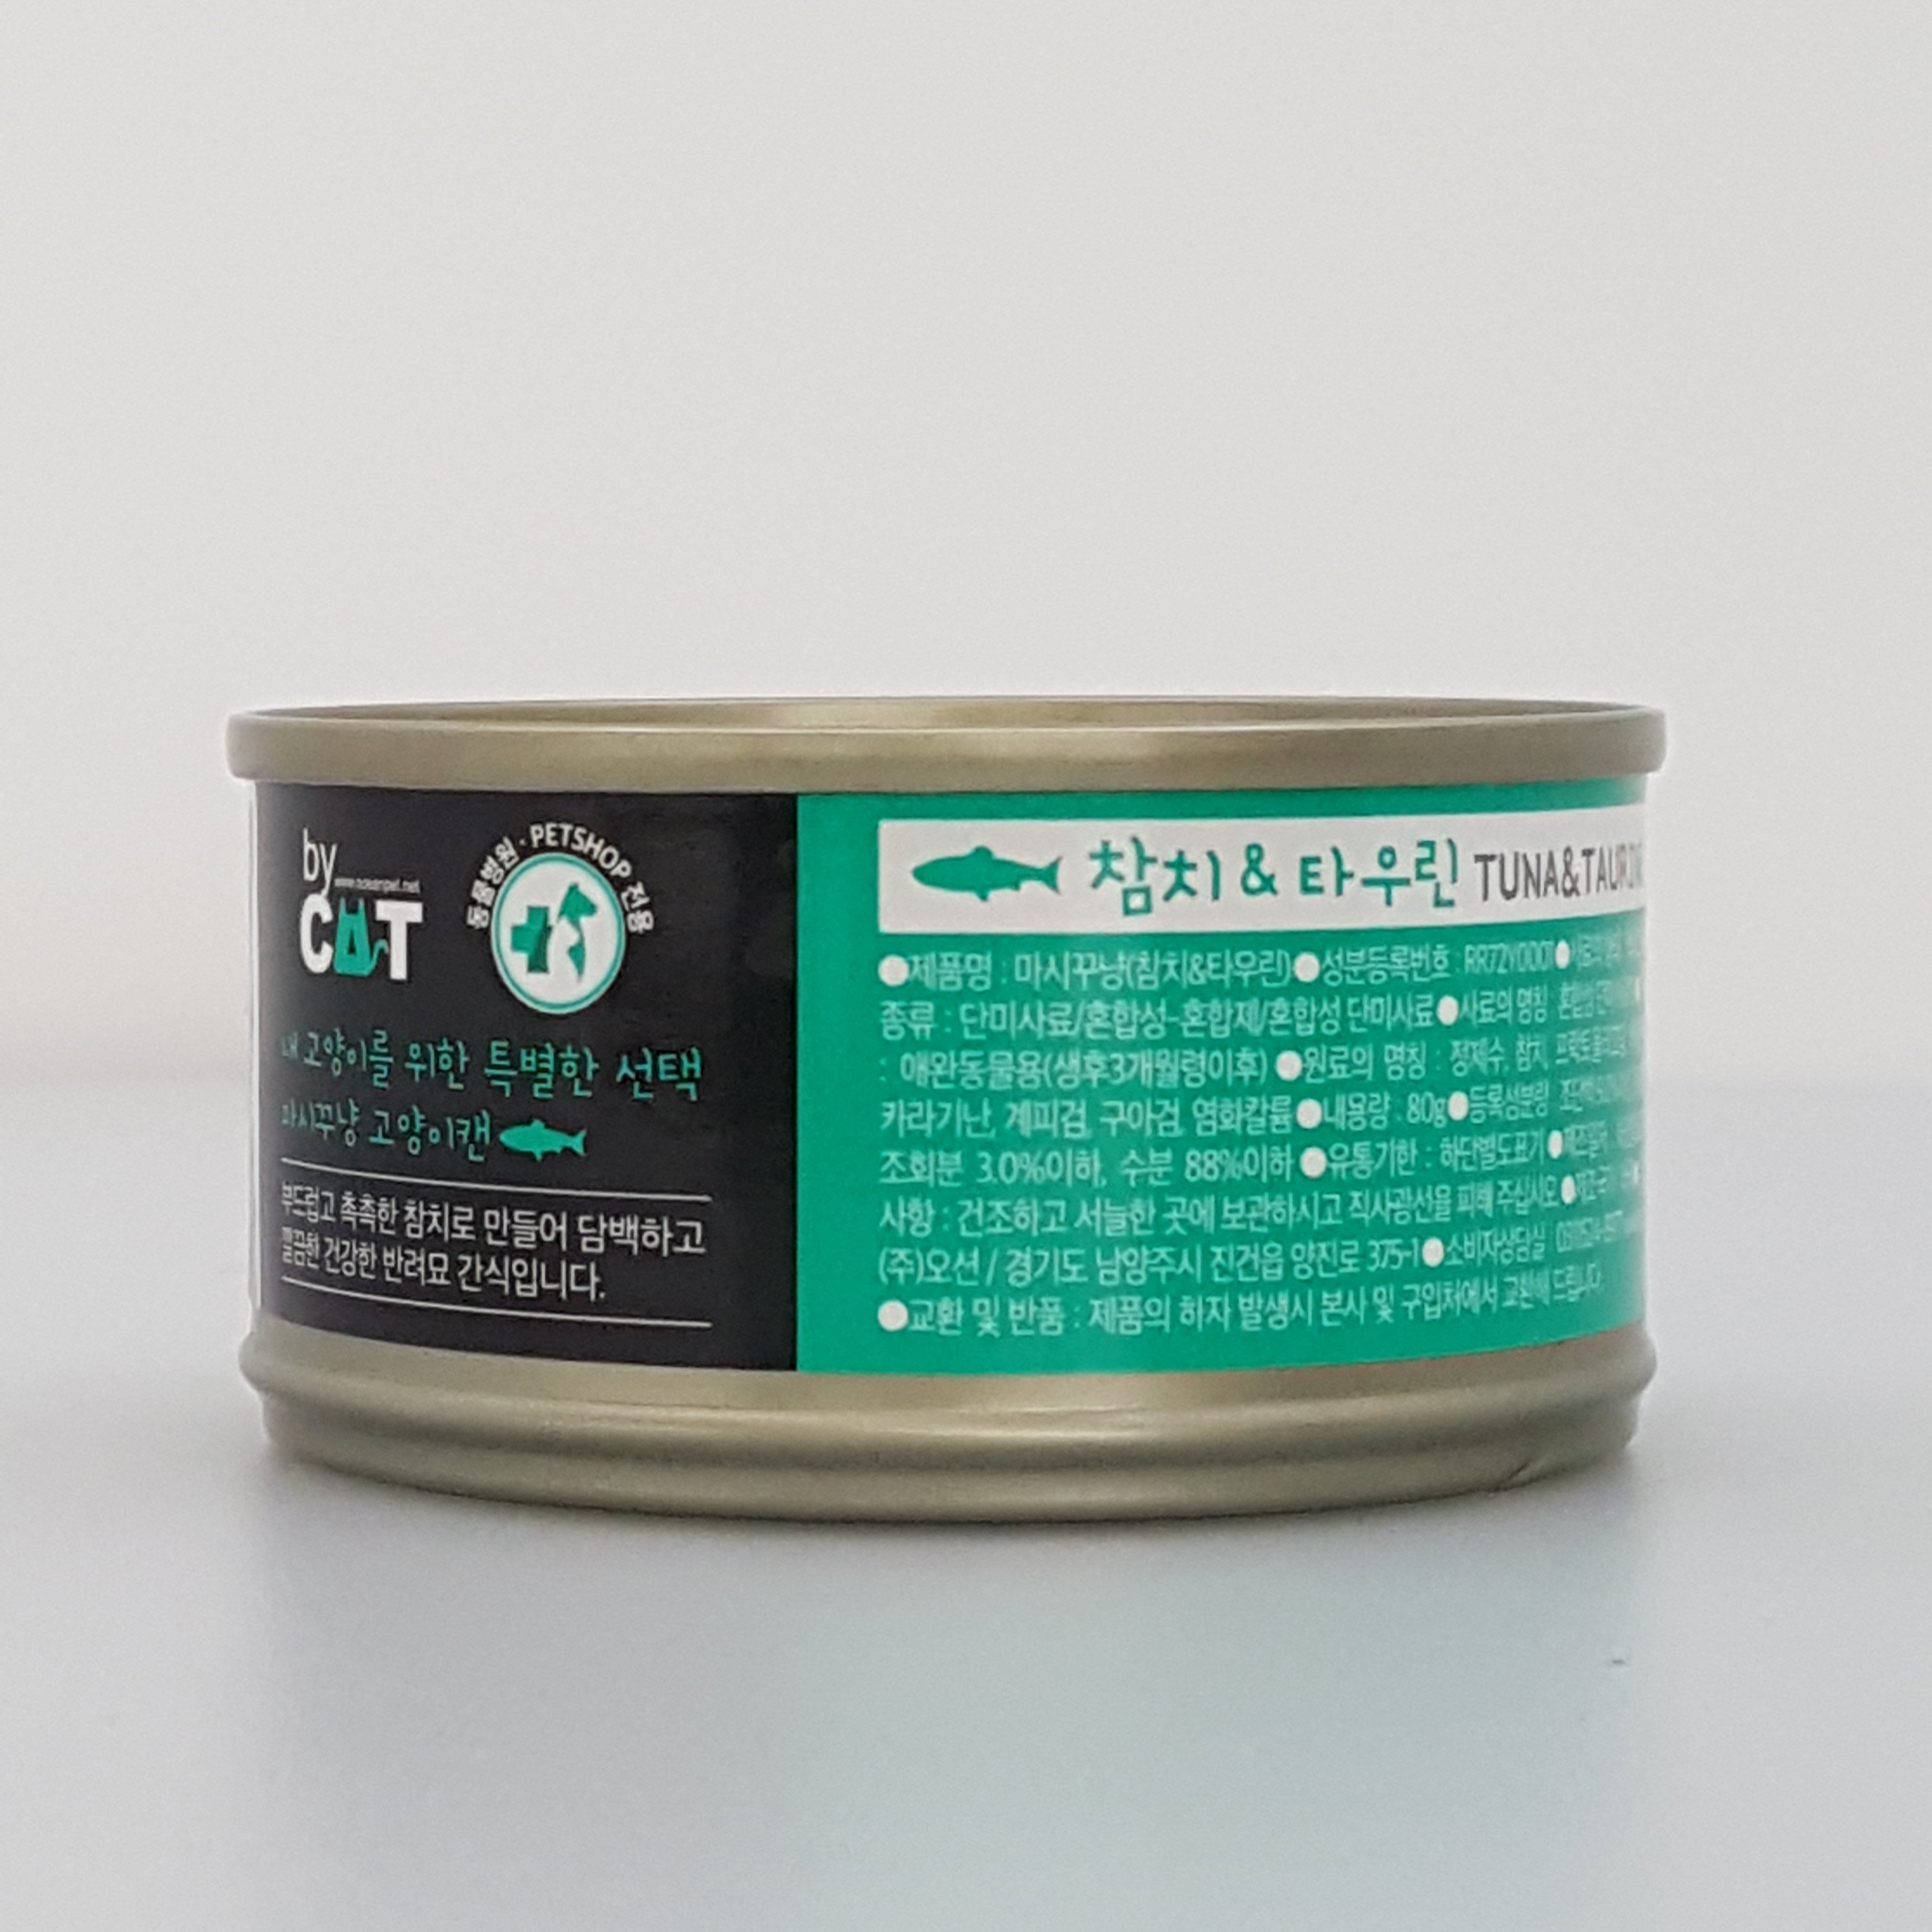 by
www.oceanpet.net
CAT
동물병원·PETSHOP 전용
내 고양이를 위한 특별한 선택
마시꾸냥 고양이캔
부드럽고 촉촉한 참치로 만들어 담백하고
깔끔한 건강한 반려묘 간식입니다.
참치 & 타우린 TUNA&TAURINE
●제품명 : 마시꾸냥(참치&타우린)●성분등록번호 : RR72Y0001●
종류 : 단미사료/혼합성-혼합제/혼합성 단미사료●사료의 명칭
: 애완동물용(생후3개월령이후) ●원료의 명칭 : 정제수, 참치,
카라기난, 계피검, 구아검, 염화칼륨●내용량 : 80g●등록성분량
조회분 3.0%이하, 수분 88%이하 ●유통기한 : 하단별도표기●
사항 : 건조하고 서늘한 곳에 보관하시고 직사광선을 피해 주십시오●
(주)오션 / 경기도 남양주시 진건읍 양진로 375-1●소비자상담실
●교환 및 반품 : 제품의 하자 발생시 본사 및 구입처에서 교환해 드립니다